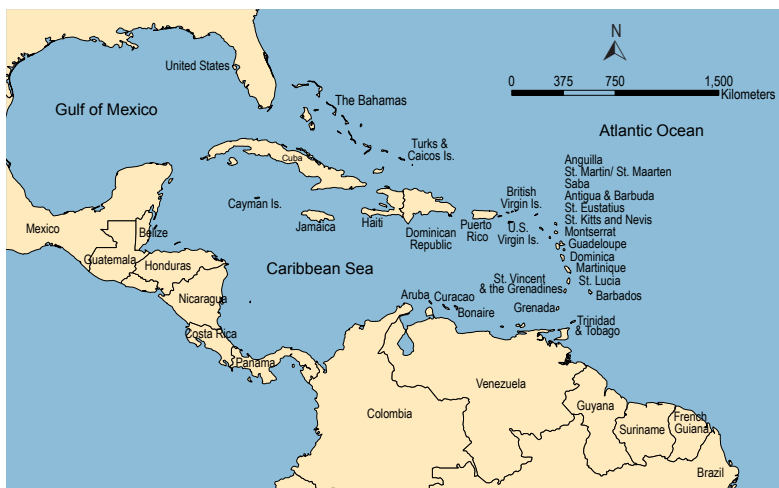 N
0 375 750 1,500
Kilometers
United States
Gulf of Mexico
The Bahamas
Atlantic Ocean
Turks &
Caicos Is.
Cuba
Anguilla
St. Martin/ St. Maarten
Saba
Antigua & Barbuda
St. Eustatius
St. Kitts and Nevis
Montserrat
Guadeloupe
Dominica
Martinique
St. Lucia
Barbados
British
Virgin Is.
U.S.
Virgin Is.
Cayman Is.
Jamaica
Haiti
Dominican
Republic
Puerto
Rico
Mexico
Belize
Guatemala
Honduras
Caribbean Sea
Nicaragua
St. Vincent
& the Grenadines
Aruba
Curacao
Bonaire
Grenada
Trinidad
& Tobago
Costa Rica
Panama
Venezuela
Colombia
Guyana
Suriname
French
Guiana
Brazil